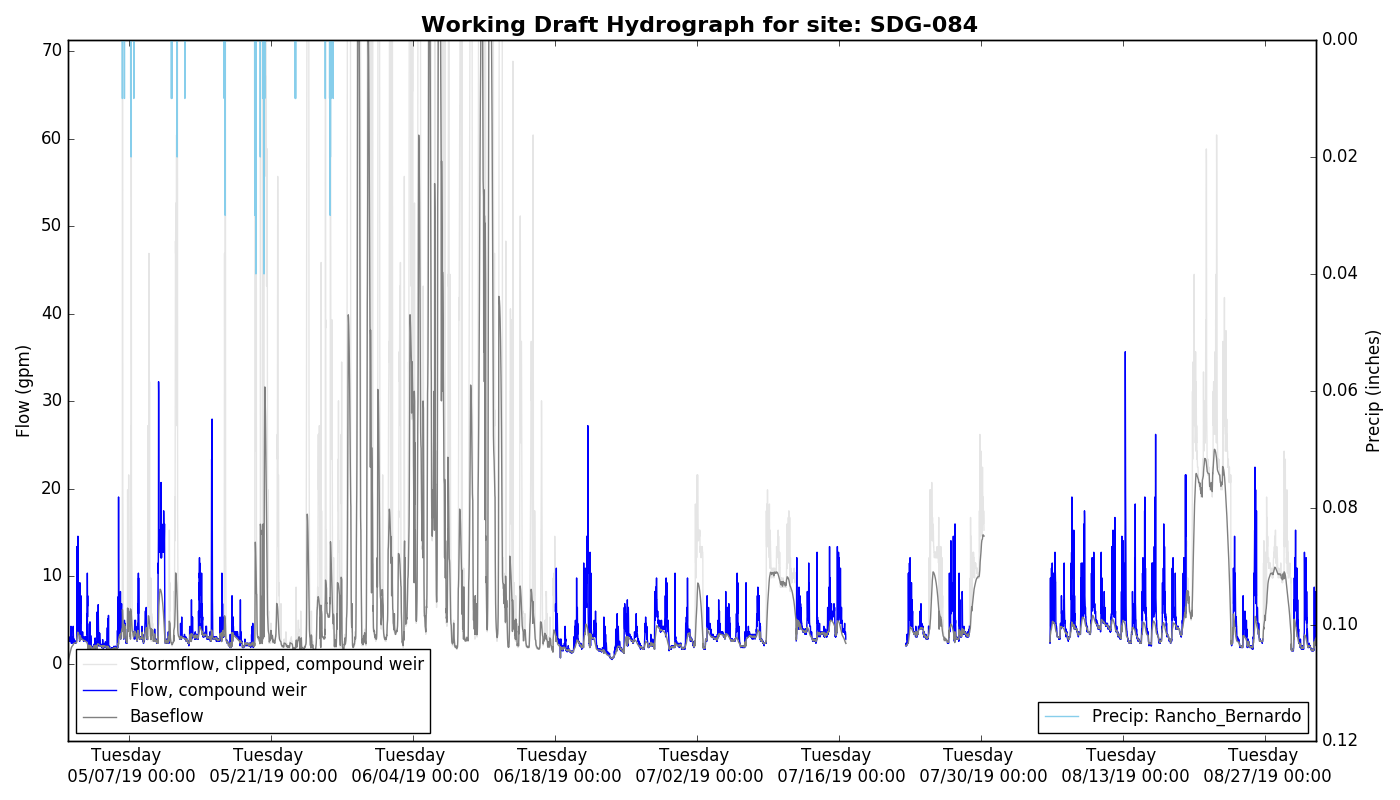 Working Draft Hydrograph for site: SDG-084
70
60
50
40
30
20
10
0
Flow (gpm)
0.00
0.02
0.04
0.06
0.08
0.10
0.12
Precip (inches)
Stormflow, clipped, compound weir
Flow, compound weir
Baseflow
Precip: Rancho_Bernardo
Tuesday Tuesday Tuesday Tuesday Tuesday Tuesday Tuesday Tuesday Tuesday
05/07/19 00:00 05/21/19 00:00 06/04/19 00:00 06/18/19 00:00 07/02/19 00:00 07/16/19 00:00 07/30/19 00:00 08/13/19 00:00 08/27/19 00:00